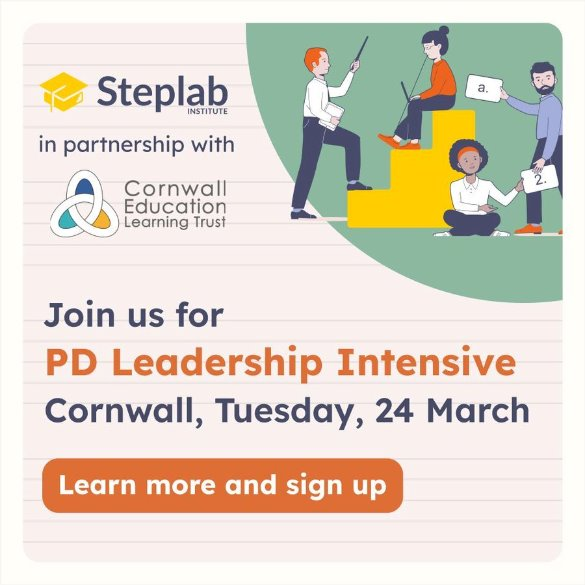 Steplab
INSTITUTE
in partnership with
Cornwall
Education
Learning Trust
a.
2.
Join us for
PD Leadership Intensive
Cornwall, Tuesday, 24 March
Learn more and sign up